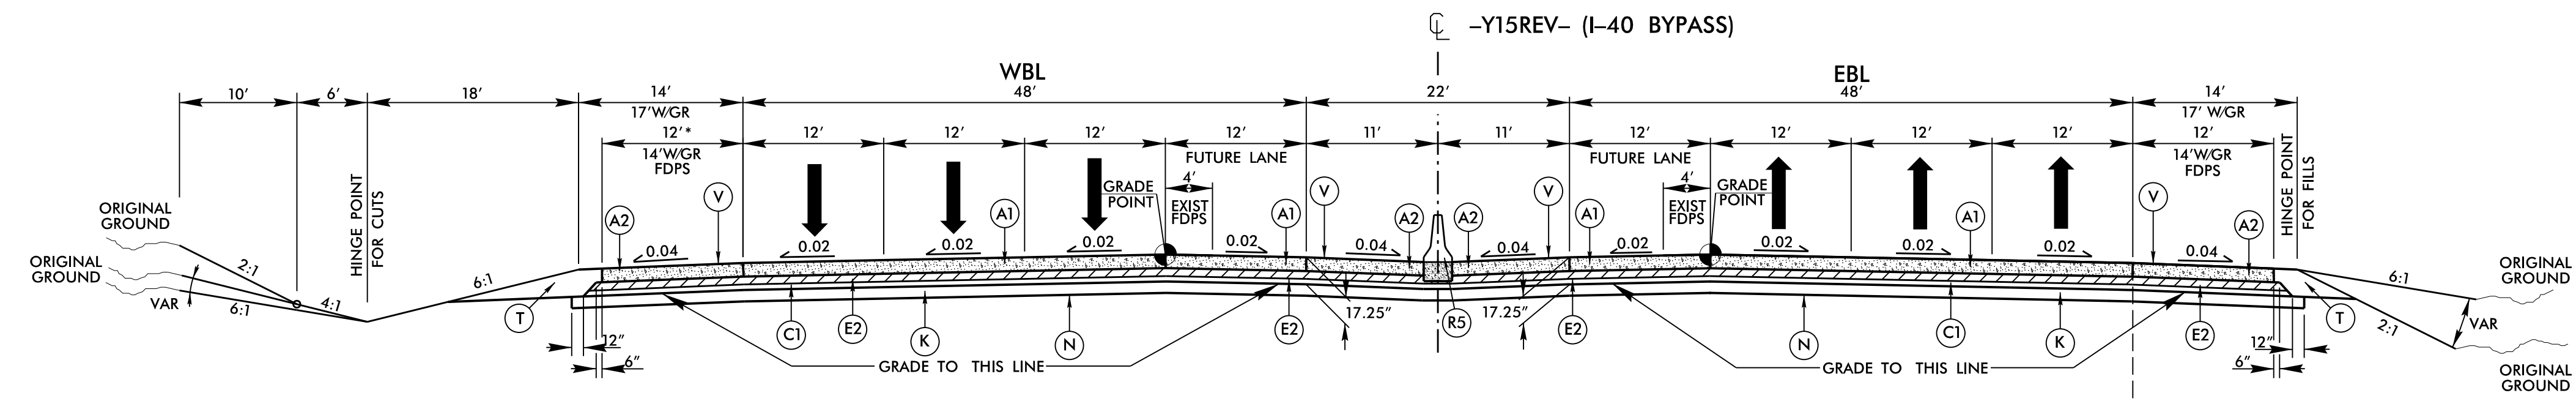 CL –Y15REV– (I–40 BYPASS)
WBL EBL
10' 6' 18' 14' 48' 22' 48' 14'
17'W/GR 17' W/GR
12'* 12' 12' 12' 12' 11' 11' 12' 12' 12' 12' 12'
14'W/GR FUTURE LANE FUTURE LANE 14'W/GR
FDPS FDPS
4' 4'
GRADE POINT
EXIST FDPS
EXIST FDPS
GRADE POINT
HINGE POINT
FOR CUTS
HINGE POINT
FOR FILLS
ORIGINAL
GROUND
ORIGINAL
GROUND
2:1
VAR
6:1
4:1
6:1
T
A2 V A1 A1 V A2 A2 V A1 A1 V A2
0.04 0.02 0.02 0.02 0.02 0.04 0.04 0.02 0.02 0.02 0.02 0.04
6:1
2:1
VAR
ORIGINAL
GROUND
ORIGINAL
GROUND
17.25" 17.25"
C1 E2 K N E2 R5 E2 N C1 K E2 T
12" 12"
6" 6"
GRADE TO THIS LINE GRADE TO THIS LINE